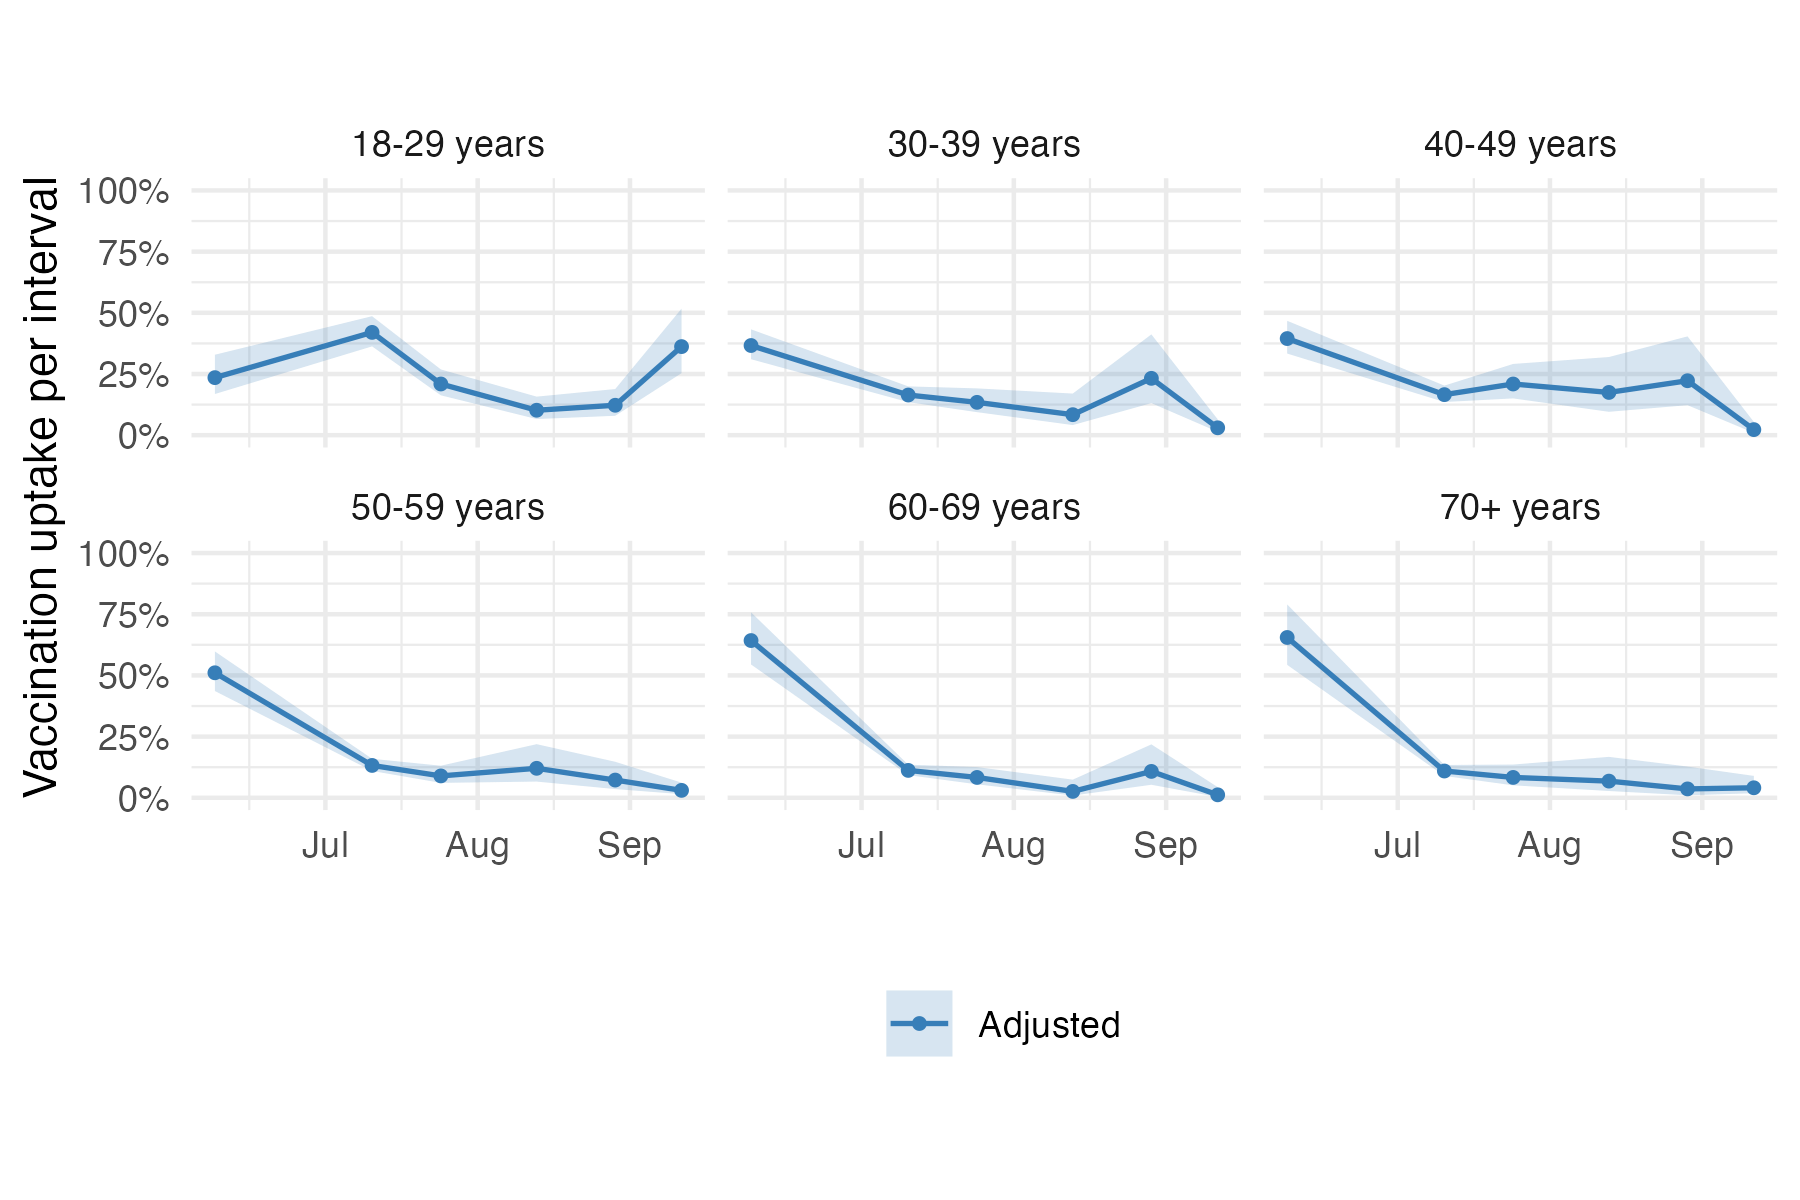 18-29 years
30-39 years
40-49 years
Vaccination uptake per interval
100%
75%
50%
25%
0%
50-59 years
60-69 years
70+ years
100%
75%
50%
25%
0%
Jul Aug Sep
Jul Aug Sep
Jul Aug Sep
Adjusted